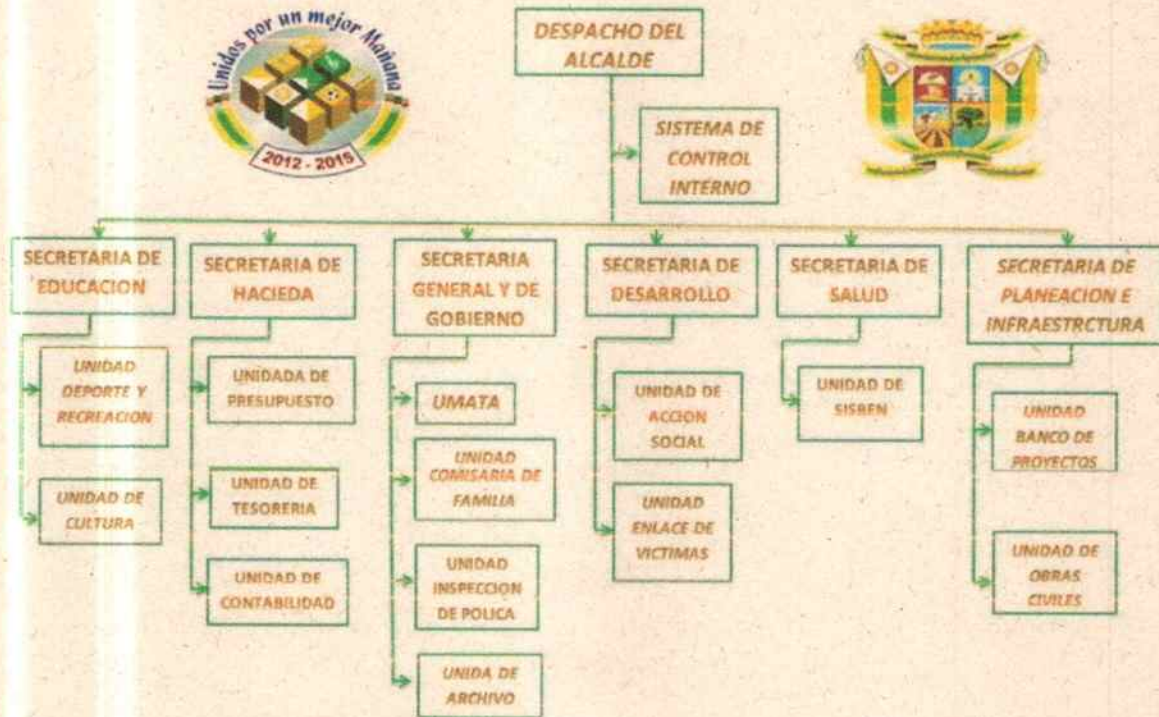 Unidos por un mejor Mañana
2012 - 2015
DESPACHO DEL
ALCALDE
SISTEMA DE
CONTROL
INTERNO
SECRETARIA DE
EDUCACION
UNIDAD
DEPORTE Y
RECREACION
UNIDAD DE
CULTURA
SECRETARIA DE
HACIEDA
UNIDADA DE
PRESUPUESTO
UNIDAD DE
TESORERIA
UNIDAD DE
CONTABILIDAD
SECRETARIA
GENERAL Y DE
GOBIERNO
UMATA
UNIDAD
COMISARIA DE
FAMILIA
UNIDAD
INSPECCION
DE POLICA
UNIDA DE
ARCHIVO
SECRETARIA DE
DESARROLLO
UNIDAD DE
ACCION
SOCIAL
UNIDAD
ENLACE DE
VICTIMAS
SECRETARIA DE
SALUD
UNIDAD DE
SISBEN
SECRETARIA DE
PLANEACION E
INFRAESTRCTURA
UNIDAD
BANCO DE
PROYECTOS
UNIDAD DE
OBRAS
CIVILES